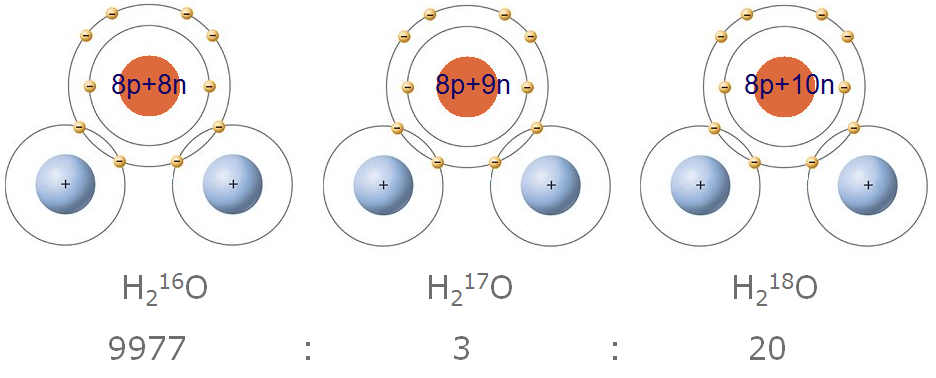 8p+8n 8p+9n 8p+10n
+ + + + + +
H₂¹⁶O H₂¹⁷O H₂¹⁸O
9977 : 3 : 20